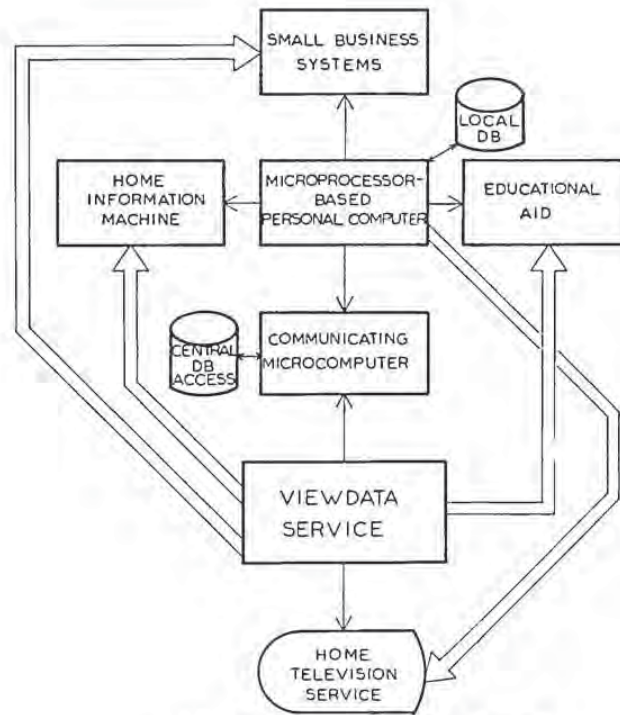 SMALL BUSINESS
SYSTEMS
LOCAL
DB
HOME
INFORMATION
MACHINE
MICROPROCESSOR-
BASED
PERSONAL COMPUTER
EDUCATIONAL
AID
CENTRAL
DB
ACCESS
COMMUNICATING
MICROCOMPUTER
VIEWDATA
SERVICE
HOME
TELEVISION
SERVICE